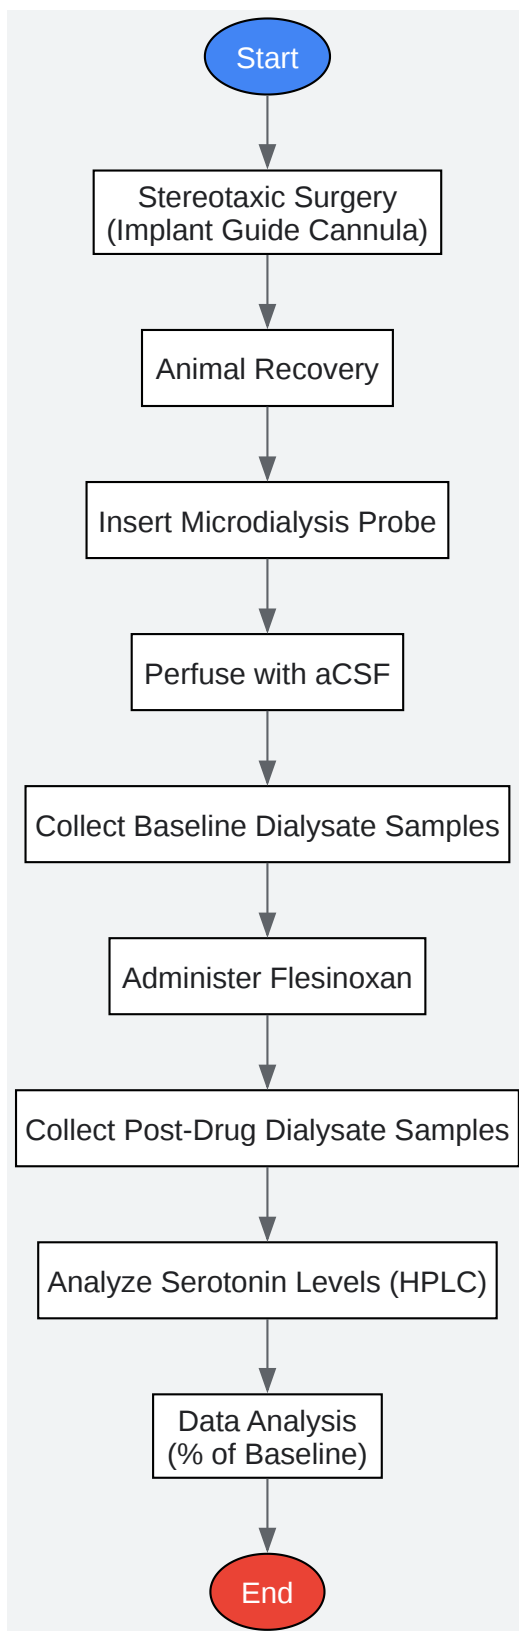 Start
Stereotaxic Surgery
(Implant Guide Cannula)
Animal Recovery
Insert Microdialysis Probe
Perfuse with aCSF
Collect Baseline Dialysate Samples
Administer Flesinoxan
Collect Post-Drug Dialysate Samples
Analyze Serotonin Levels (HPLC)
Data Analysis
(% of Baseline)
End